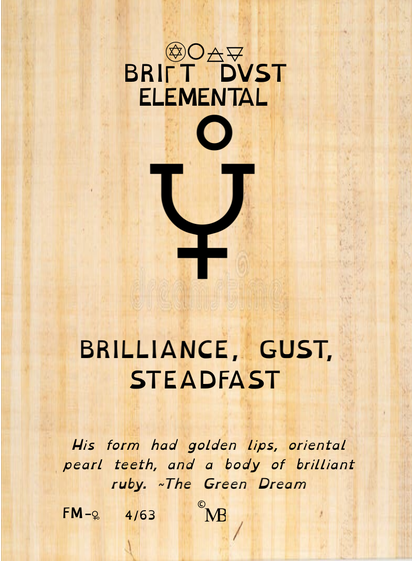 BRIFT DVST
ELEMENTAL
BRILLIANCE, GUST,
STEADFAST
His form had golden lips, oriental
pearl teeth, and a body of brilliant
ruby. ~The Green Dream
FM-♀ 4/63 © MB